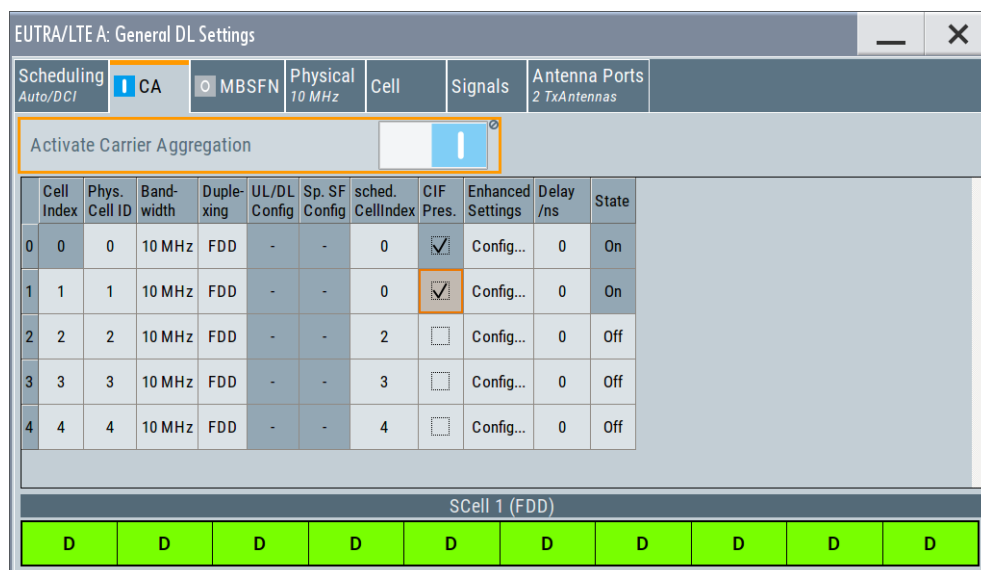 EUTRA/LTE A: General DL Settings
Scheduling
Auto/DCI
CA
O MBSFN
Physical
10 MHz
Cell
Signals
Antenna Ports
2 TxAntennas
Activate Carrier Aggregation
Cell Index Phys. Cell ID Band-width Duple-xing UL/DL Config Sp. SF Config sched. CellIndex CIF Pres. Enhanced Settings Delay /ns State
0 0 0 10 MHz FDD - - 0 Config... 0 On
1 1 1 10 MHz FDD - - 0 Config... 0 On
2 2 2 10 MHz FDD - - 2 Config... 0 Off
3 3 3 10 MHz FDD - - 3 Config... 0 Off
4 4 4 10 MHz FDD - - 4 Config... 0 Off
SCell 1 (FDD)
D D D D D D D D D D